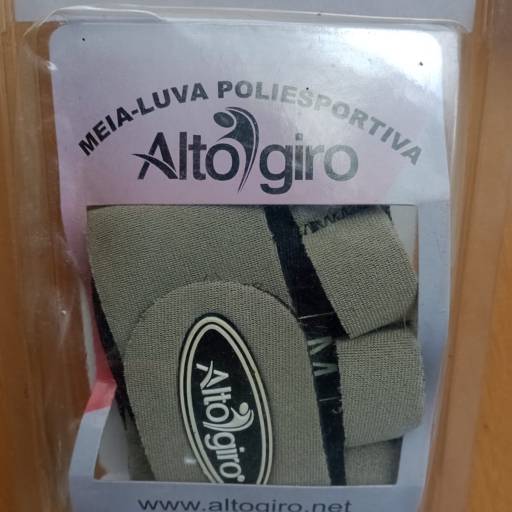 MEIA-LUVA POLIESPORTIVA
Altogiro
M
Altogiro
www.altogiro.net